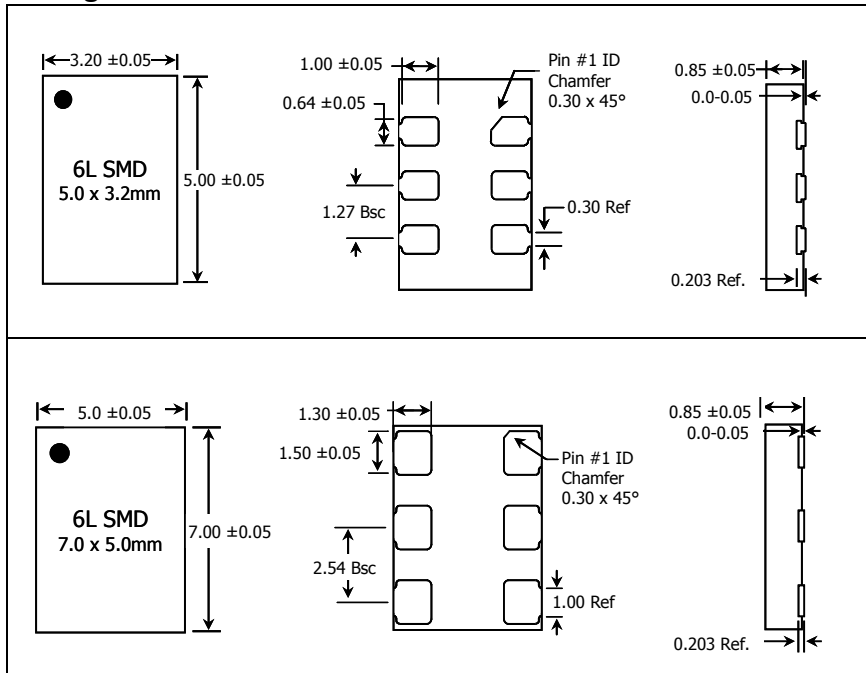 3.20 ±0.05
6L SMD
5.0 x 3.2mm
5.00 ±0.05
1.00 ±0.05
0.64 ±0.05
1.27 Bsc
Pin #1 ID
Chamfer
0.30 x 45°
0.30 Ref
0.85 ±0.05
0.0-0.05
0.203 Ref.
5.0 ±0.05
6L SMD
7.0 x 5.0mm
7.00 ±0.05
1.30 ±0.05
1.50 ±0.05
2.54 Bsc
Pin #1 ID
Chamfer
0.30 x 45°
1.00 Ref
0.85 ±0.05
0.0-0.05
0.203 Ref.